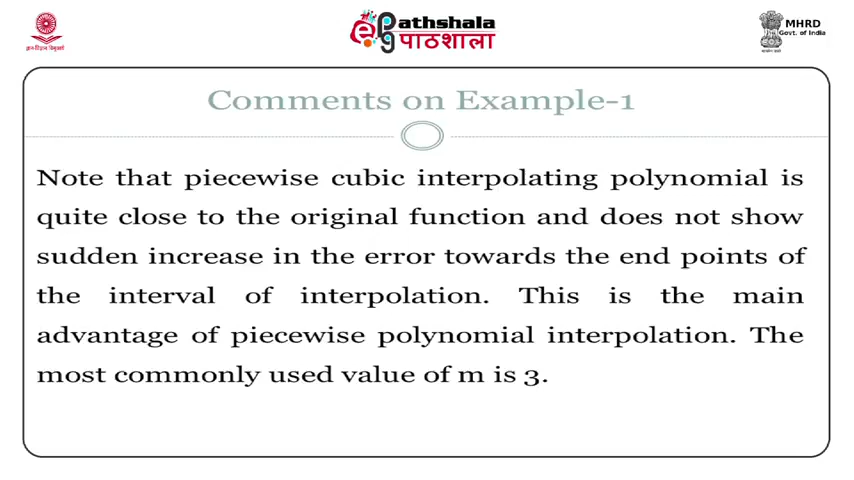 Pathshala
पाठशाला
MHRD
Govt. of India
Comments on Example-1
Note that piecewise cubic interpolating polynomial is
quite close to the original function and does not show
sudden increase in the error towards the end points of
the interval of interpolation. This is the main
advantage of piecewise polynomial interpolation. The
most commonly used value of m is 3.